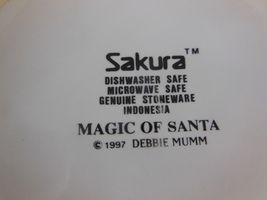 Sakura™
DISHWASHER SAFE
MICROWAVE SAFE
GENUINE STONEWARE
INDONESIA
MAGIC OF SANTA
© 1997 DEBBIE MUMM